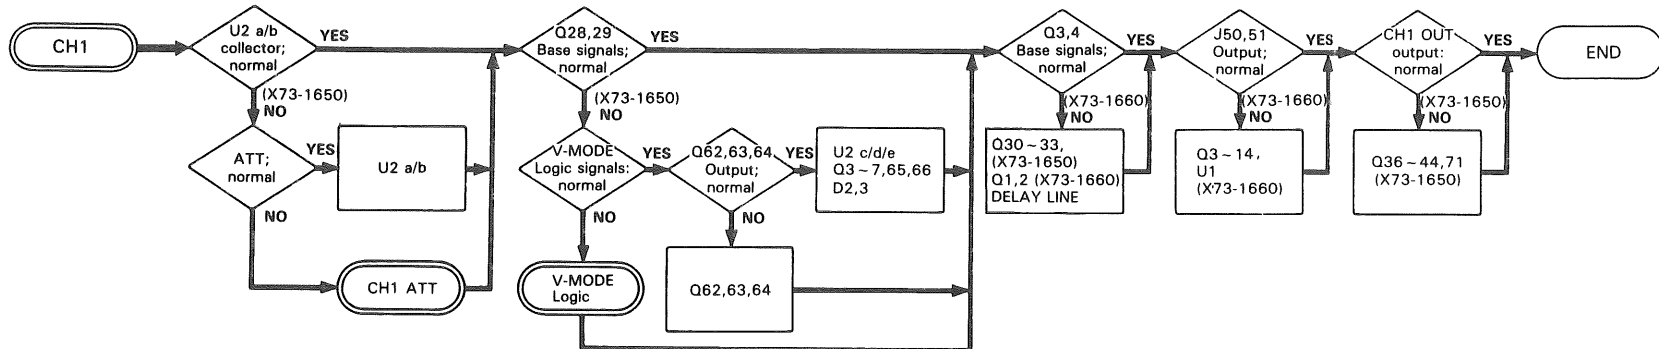 CH1
U2 a/b
collector;
normal
YES
(X73-1650)
NO
ATT;
normal
YES
U2 a/b
NO
CH1 ATT
Q28,29
Base signals;
normal
YES
(X73-1650)
NO
V-MODE
Logic signals:
normal
YES
NO
V-MODE
Logic
Q62,63,64
Output;
normal
YES
NO
U2 c/d/e
Q3~7,65,66
D2,3
Q62,63,64
Q3,4
Base signals;
normal
YES
(X73-1660)
NO
Q30~33,
(X73-1650)
Q1,2 (X73-1660)
DELAY LINE
J50,51
Output;
normal
YES
(X73-1660)
NO
Q3~14,
U1
(X73-1660)
CH1 OUT
output:
normal
YES
(X73-1650)
NO
Q36~44,71
(X73-1650)
END